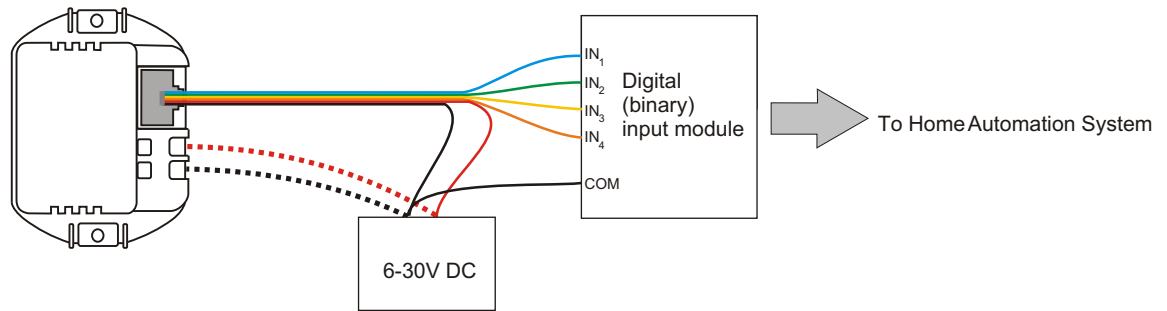 IN₁
IN₂
IN₃
IN₄
COM
Digital
(binary)
input module
To Home Automation System
6-30V DC